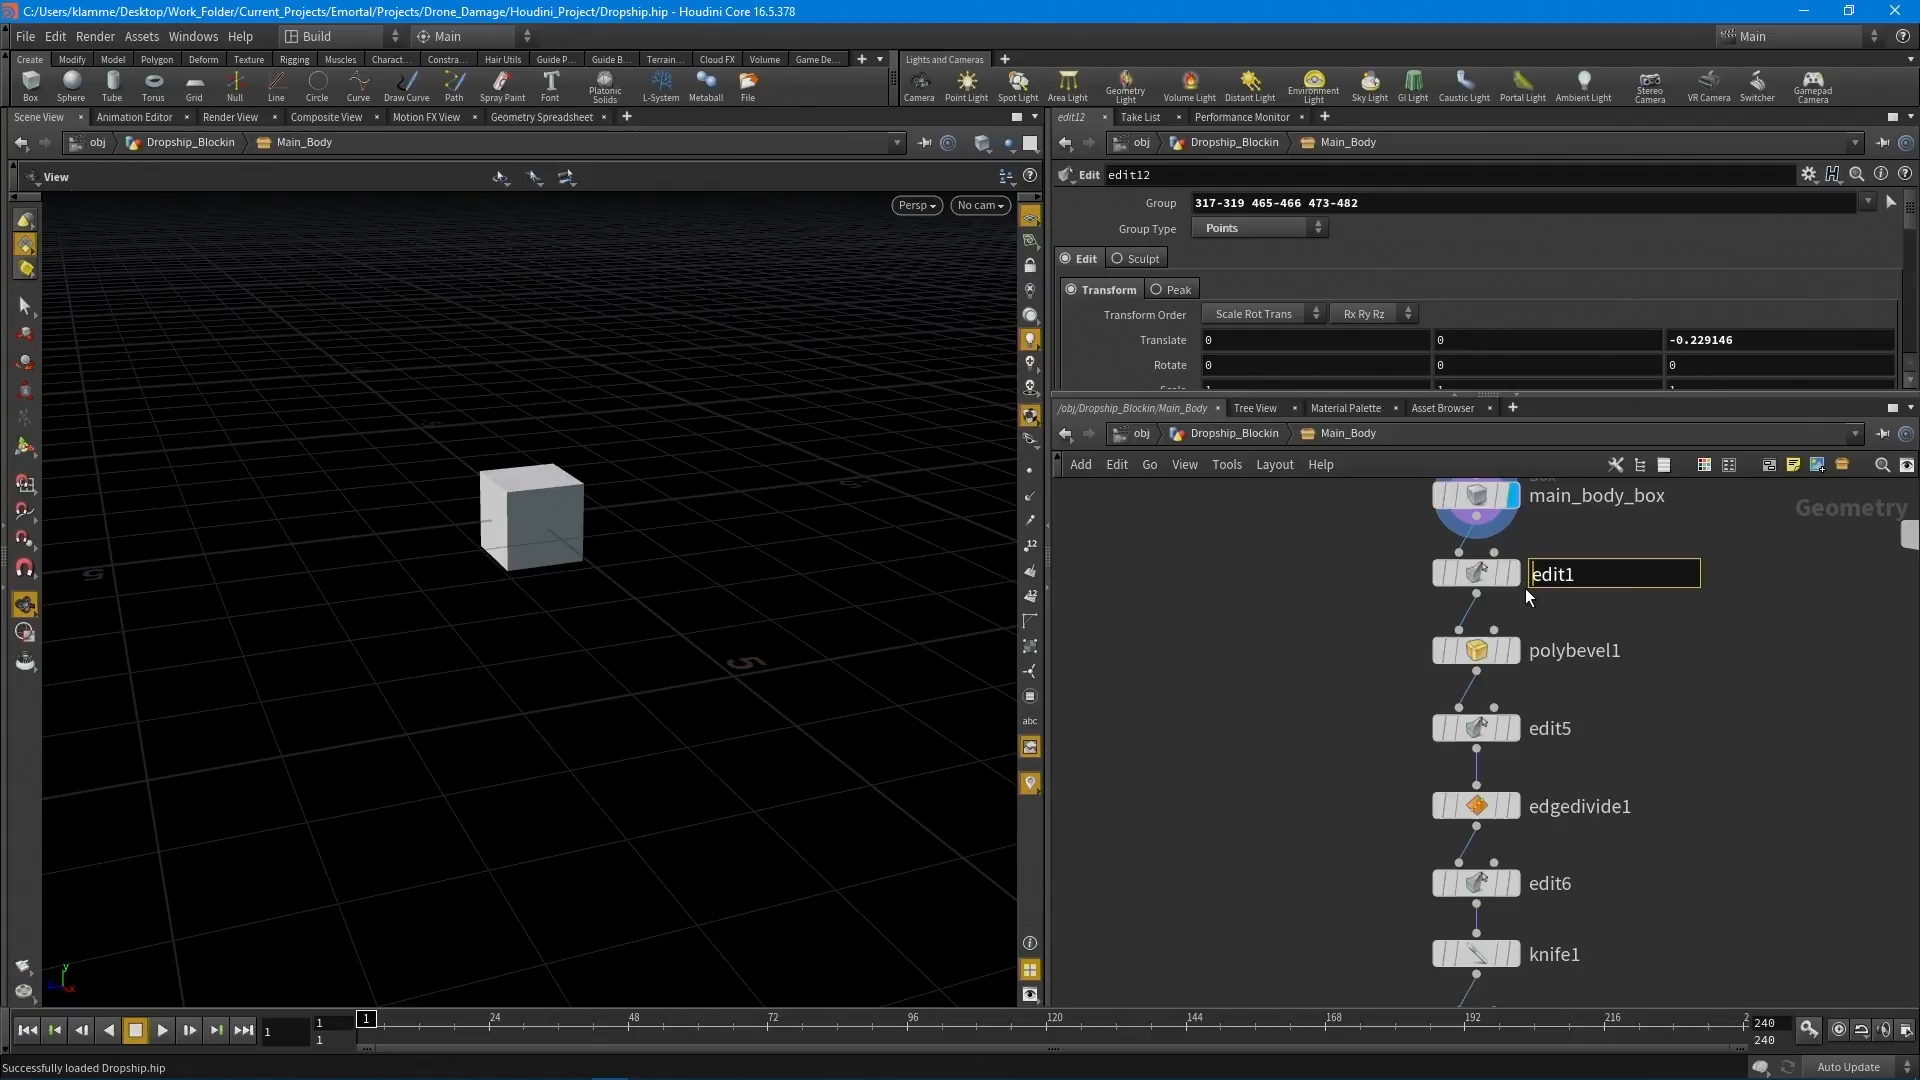 C:/Users/klamme/Desktop/Work_Folder/Current_Projects/Emortal/Projects/Drone_Damage/Houdini_Project/Dropship.hip - Houdini Core 16.5.378
File Edit Render Assets Windows Help Build Main Main
Create Modify Model Polygon Deform Texture Rigging Muscles Charact... Constra... Hair Utils Guide P... Guide B... Terrain... Cloud FX Volume Game De... Lights and Cameras
Box Sphere Tube Torus Grid Null Line Circle Curve Draw Curve Path Spray Paint Font Platonic Solids L-System Metaball File Camera Point Light Spot Light Area Light Geometry Light Volume Light Distant Light Environment Light Sky Light GI Light Caustic Light Portal Light Ambient Light Stereo Camera VR Camera Switcher Gamepad Camera
Scene View Animation Editor Render View Composite View Motion FX View Geometry Spreadsheet edit12 Take List Performance Monitor
obj Dropship_Blockin Main_Body obj Dropship_Blockin Main_Body
View Edit edit12
Persp No cam
Group 317-319 465-466 473-482
Group Type Points
Edit Sculpt
Transform Peak
Transform Order Scale Rot Trans Rx Ry Rz
Translate 0 0 -0.229146
Rotate 0 0 0
/obj/Dropship_Blockin/Main_Body Tree View Material Palette Asset Browser
obj Dropship_Blockin Main_Body
Add Edit Go View Tools Layout Help
main_body_box
Geometry
edit1
polybevel1
edit5
edgedivide1
edit6
knife1
12
12
abc
5
5
y
x
1 1 1 1 24 48 72 96 120 144 168 192 216 2 240 240
Successfully loaded Dropship.hip Auto Update